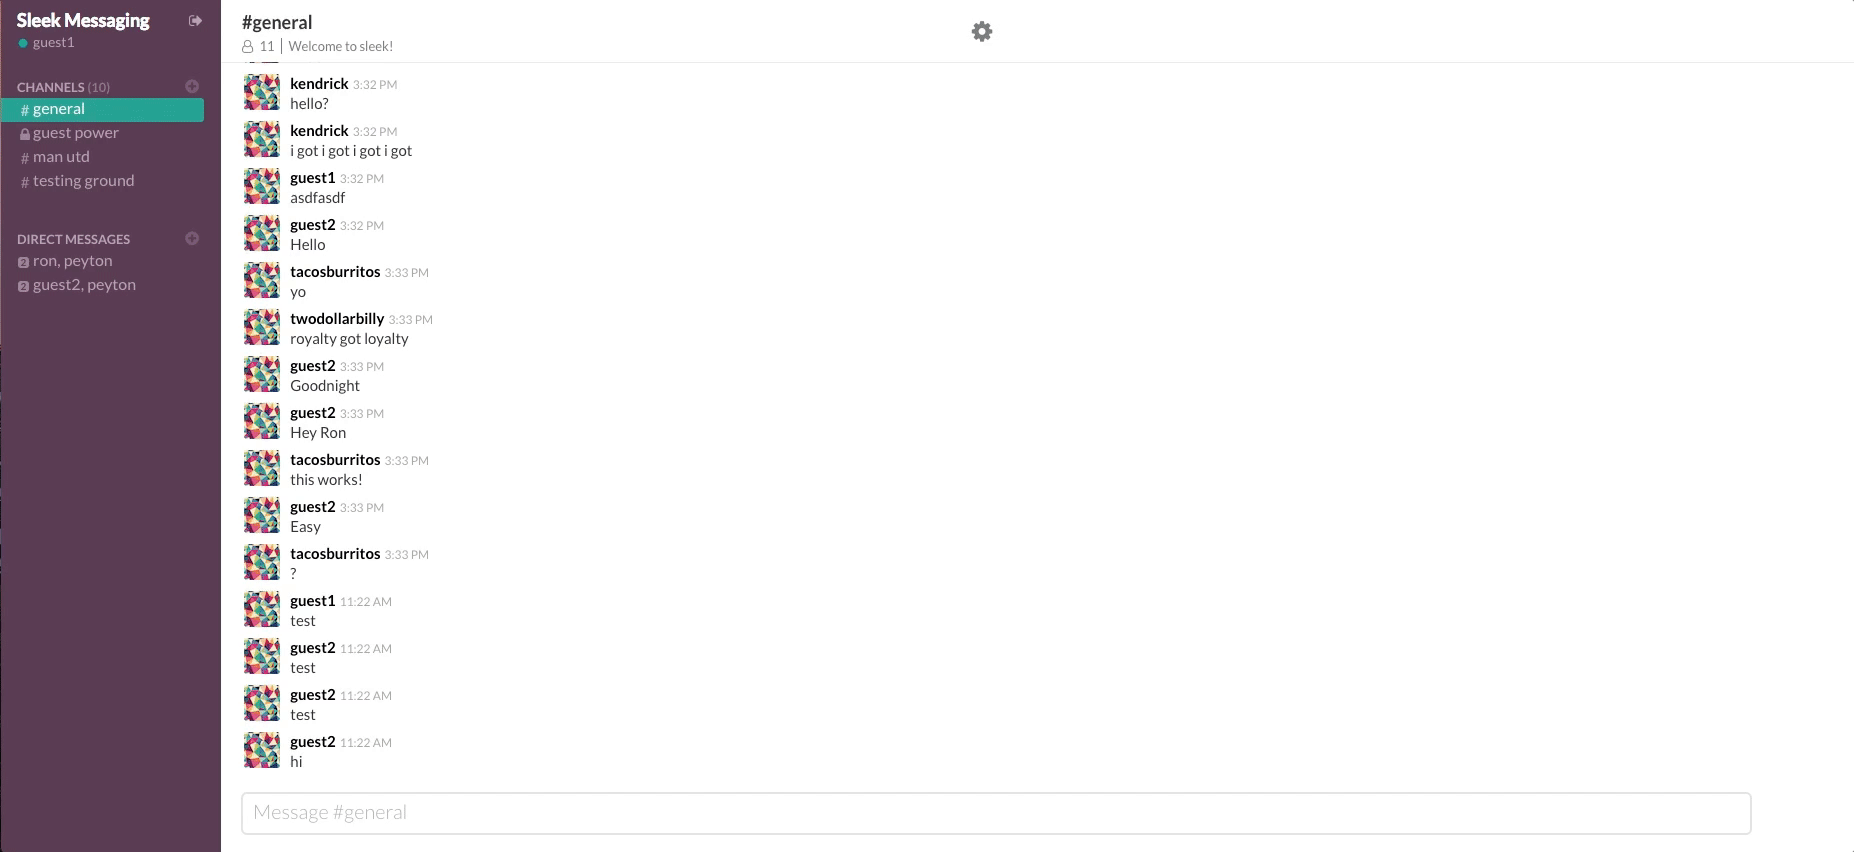 Sleek Messaging
guest1
CHANNELS (10)
# general
guest power
# man utd
# testing ground
DIRECT MESSAGES
2 ron, peyton
2 guest2, peyton
#general
11 | Welcome to sleek!
kendrick 3:32 PM
hello?
kendrick 3:32 PM
i got i got i got i got
guest1 3:32 PM
asdfasdf
guest2 3:32 PM
Hello
tacosburritos 3:33 PM
yo
twodollarbilly 3:33 PM
royalty got loyalty
guest2 3:33 PM
Goodnight
guest2 3:33 PM
Hey Ron
tacosburritos 3:33 PM
this works!
guest2 3:33 PM
Easy
tacosburritos 3:33 PM
?
guest1 11:22 AM
test
guest2 11:22 AM
test
guest2 11:22 AM
test
guest2 11:22 AM
hi
Message #general